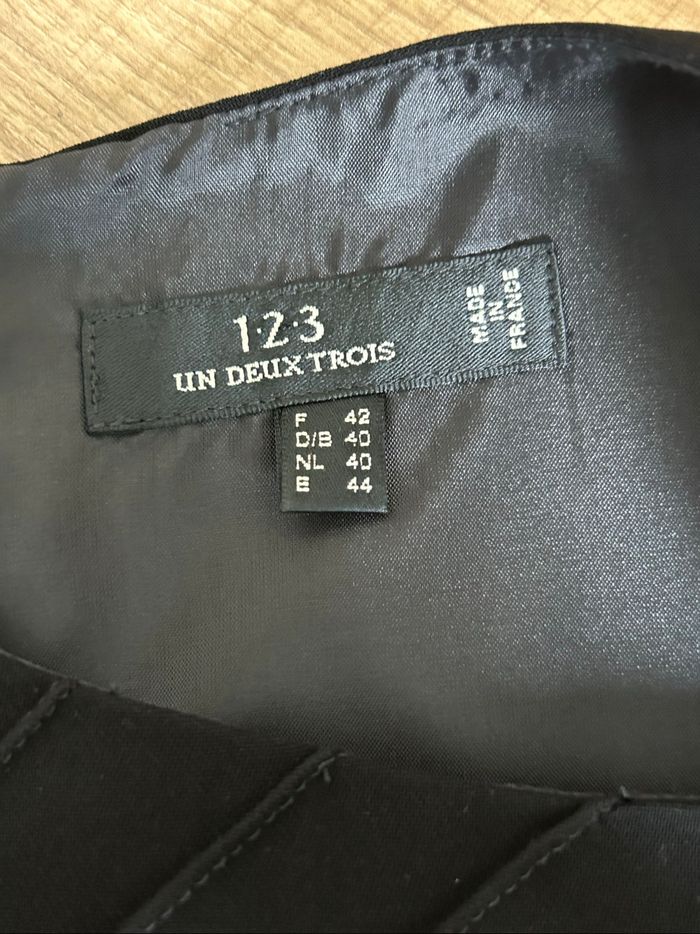 1·2·3
UN DEUX TROIS
MADE
IN
FRANCE
F 42
D/B 40
NL 40
E 44